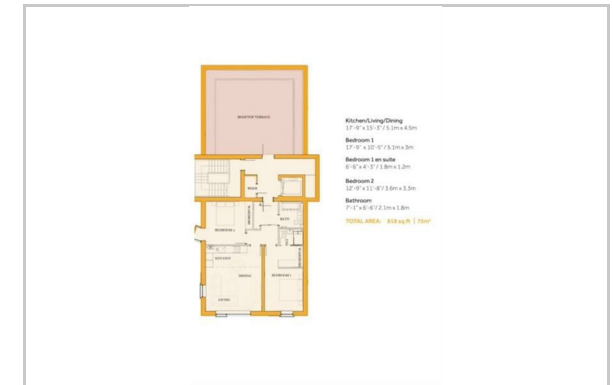 ROOFTOP TERRACE
BATH
BEDROOM 2
KITCHEN
DINING
BEDROOM 1
LIVING
Kitchen/Living/Dining
17'-9" x 15'-3" / 5.1m x 4.5m
Bedroom 1
17'-9" x 10'-5" / 5.1m x 3m
Bedroom 1 en suite
6'-6" x 4'-3" / 1.8m x 1.2m
Bedroom 2
12'-9" x 11'-8" / 3.6m x 3.3m
Bathroom
7'-1" x 6'-6" / 2.1m x 1.8m
TOTAL AREA: 818 sq ft | 75m²